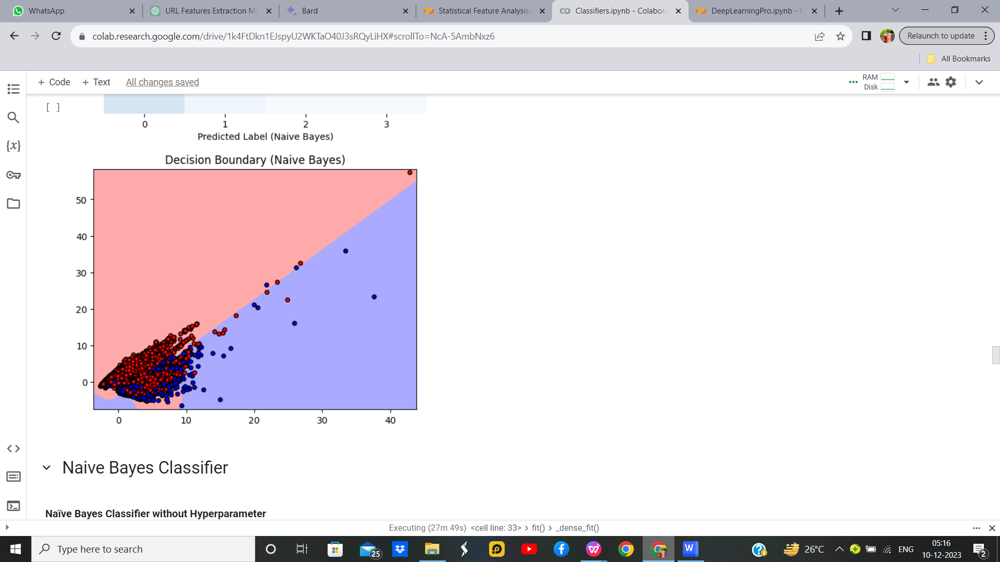 WhatsApp
URL Features Extraction Mo
Bard
Statistical Feature Analysis
Classifiers.ipynb - Colabora
DeepLearningPro.ipynb - C
colab.research.google.com/drive/1k4FtDkn1EJspyU2WKTaO40J3sRQyLiHX#scrollTo=NcA-5AmbNxz6
Relaunch to update
All Bookmarks
+ Code + Text All changes saved
RAM
Disk
[ ]
0 1 2 3
Predicted Label (Naive Bayes)
Decision Boundary (Naive Bayes)
50
40
30
20
10
0
0 10 20 30 40
Naive Bayes Classifier
Naïve Bayes Classifier without Hyperparameter
Executing (27m 49s) <cell line: 33> > fit() > _dense_fit()
Type here to search
25
26°C
ENG
05:16
10-12-2023
2